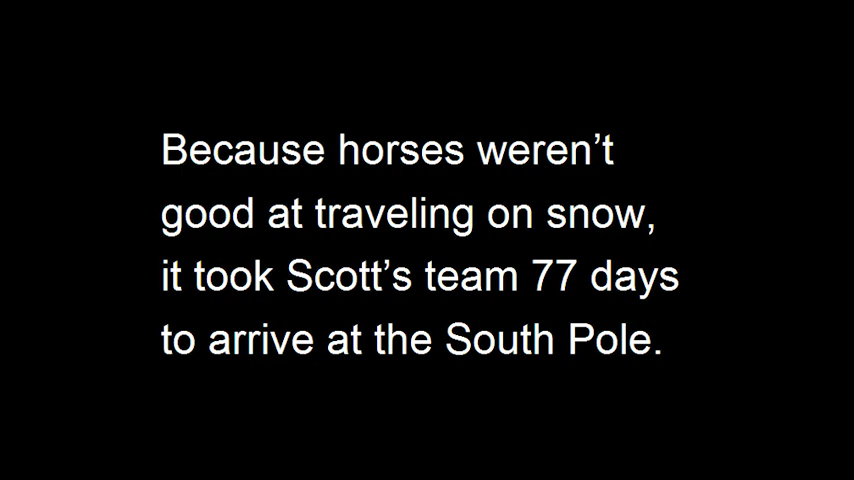 Because horses weren’t
good at traveling on snow,
it took Scott’s team 77 days
to arrive at the South Pole.